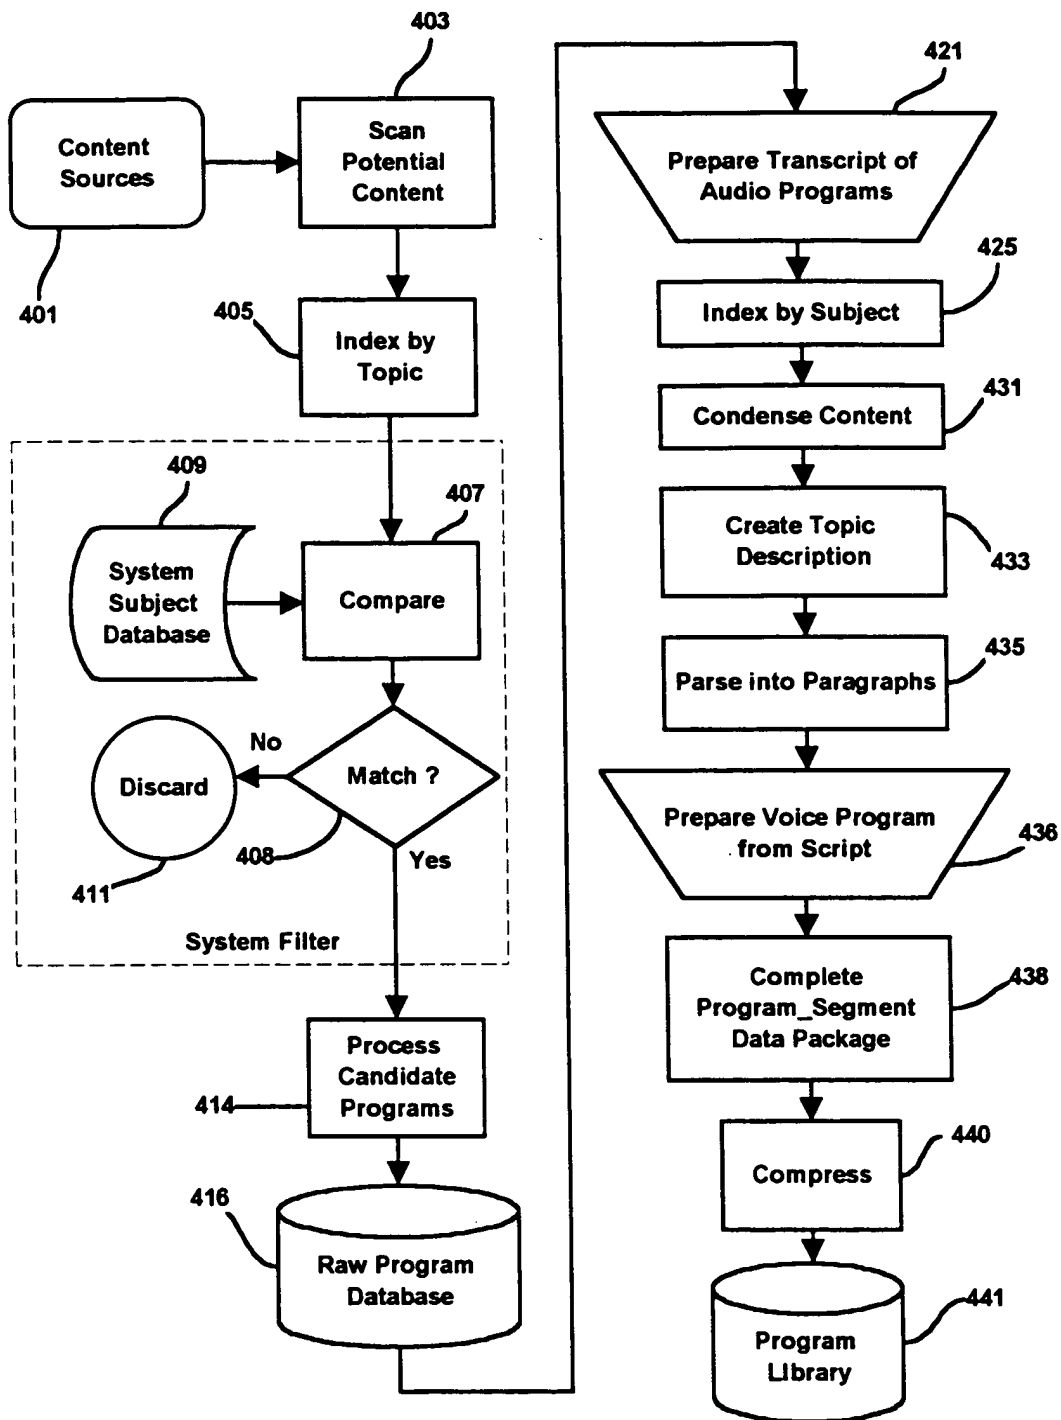 403
Content
Sources
401
Scan
Potential
Content
405
Index by
Topic
409
407
System
Subject
Database
Compare
No
Match ?
Discard
408
Yes
411
System Filter
Process
Candidate
Programs
414
416
Raw Program
Database
421
Prepare Transcript of
Audio Programs
425
Index by Subject
431
Condense Content
Create Topic
Description
433
435
Parse into Paragraphs
Prepare Voice Program
from Script
436
Complete
Program_Segment
Data Package
438
440
Compress
441
Program
Library